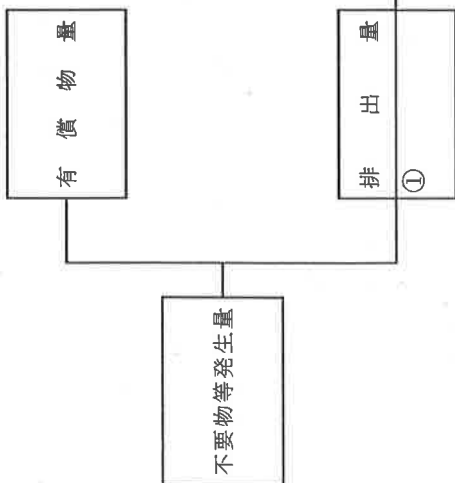 有償物量
排出量
①
不要物等発生量